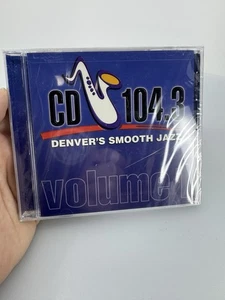 CD 104.3
DENVER'S SMOOTH JAZZ
volume